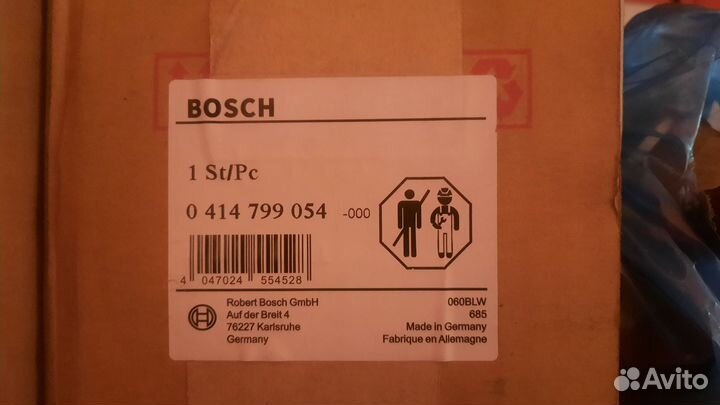 BOSCH
1 St/Pc
0 414 799 054 -000
4 047024 554528
Robert Bosch GmbH
Auf der Breit 4
76227 Karlsruhe
Germany
060BLW
685
Made in Germany
Fabrique en Allemagne
Avito